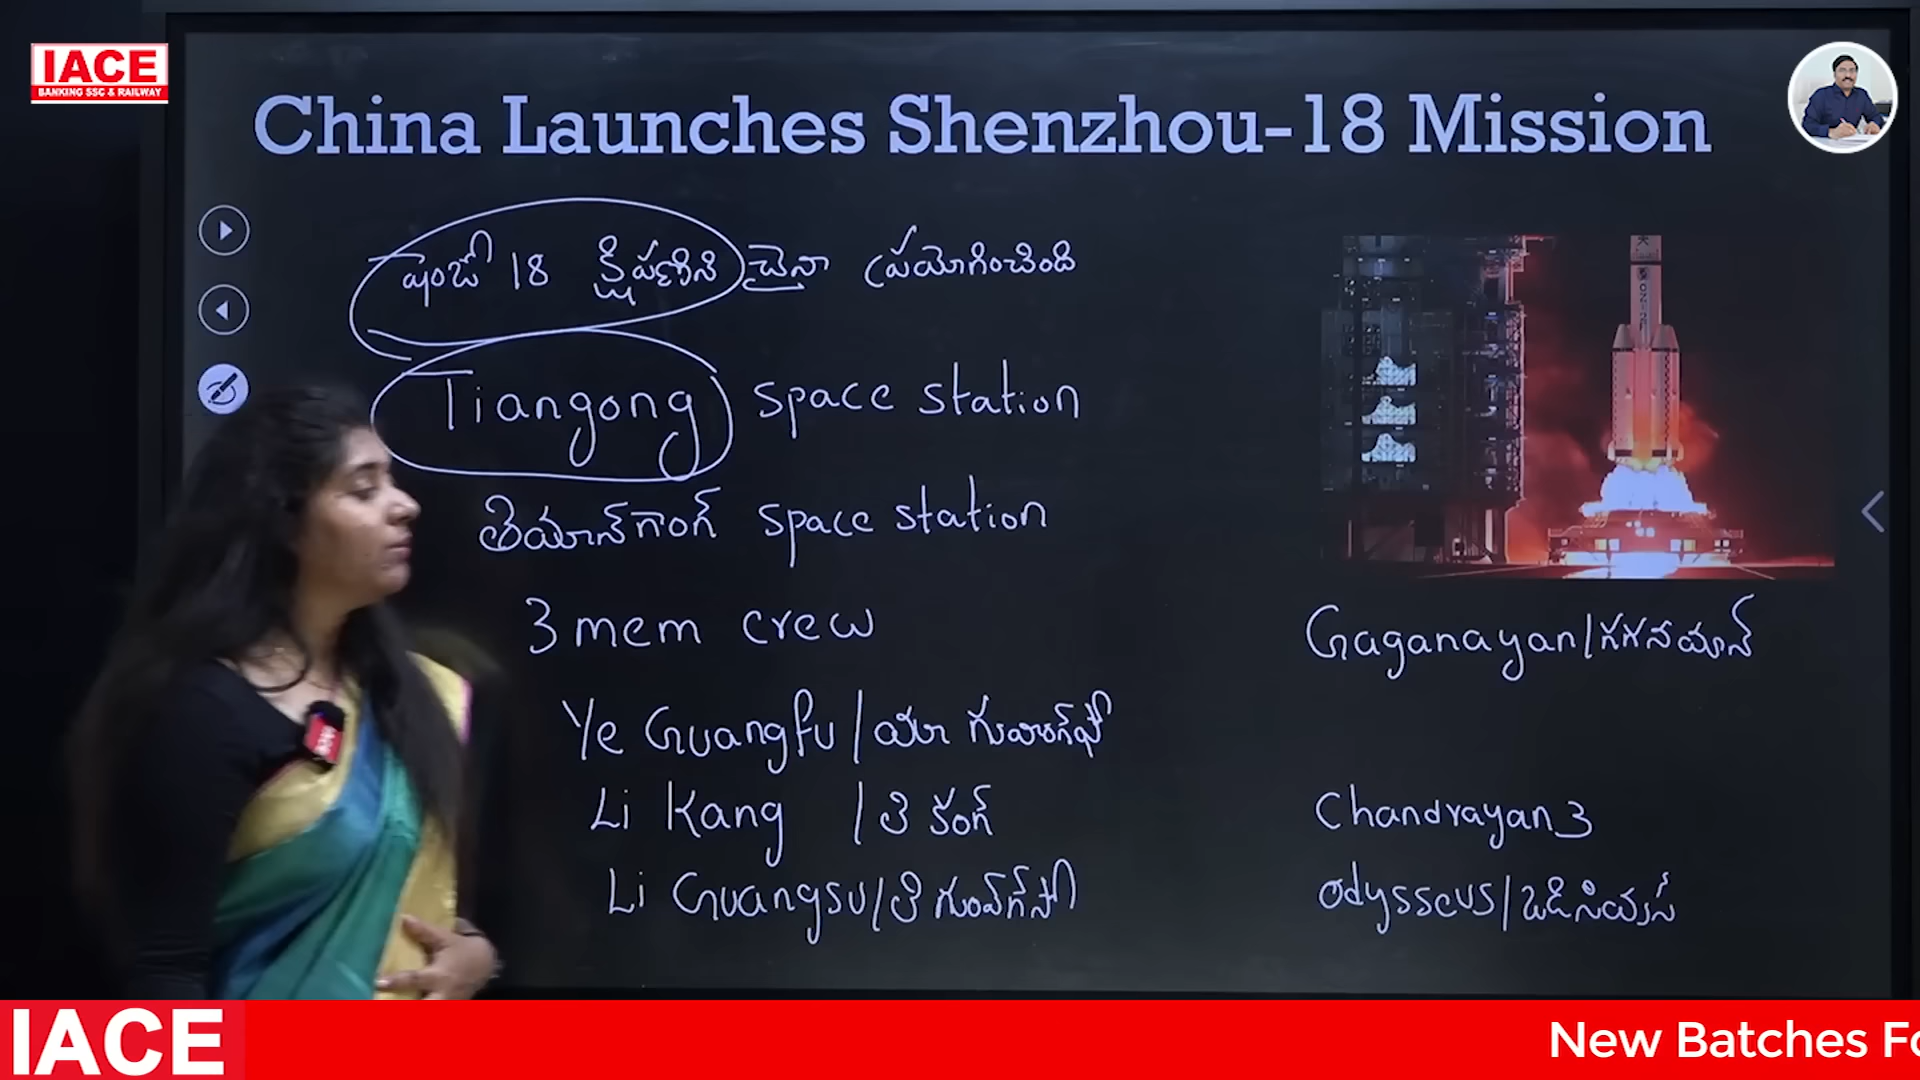 IACE
BANKING SSC & RAILWAY
China Launches Shenzhou-18 Mission
షంజౌ 18 క్షిపణిని చైనా ప్రయోగించింది
Tiangong space station
తియాన్‌గాంగ్ space station
3 mem crew
Ye Guangfu / యే గువాంగ్‌ఫీ
Li Kang / లి కంగ్
Li Guangsu / లి
Gaganayan / గగనయాన్
Chandrayan 3
Odysseus / ఒడిసియస్
IACE
New Batches Fo